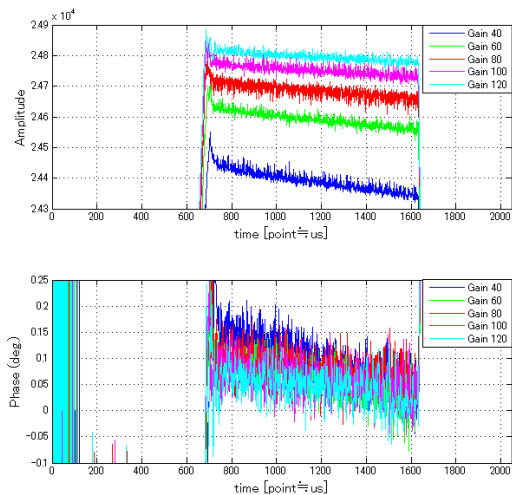 x 10⁴
2.49
2.48
2.47
2.46
2.45
2.44
2.43
Amplitude
Gain 40
Gain 60
Gain 80
Gain 100
Gain 120
0 200 400 600 800 1000 1200 1400 1600 1800 2000
time [point≒us]
0.25
0.2
0.15
0.1
0.05
0
-0.05
-0.1
Phase (deg.)
Gain 40
Gain 60
Gain 80
Gain 100
Gain 120
0 200 400 600 800 1000 1200 1400 1600 1800 2000
time [point≒us]